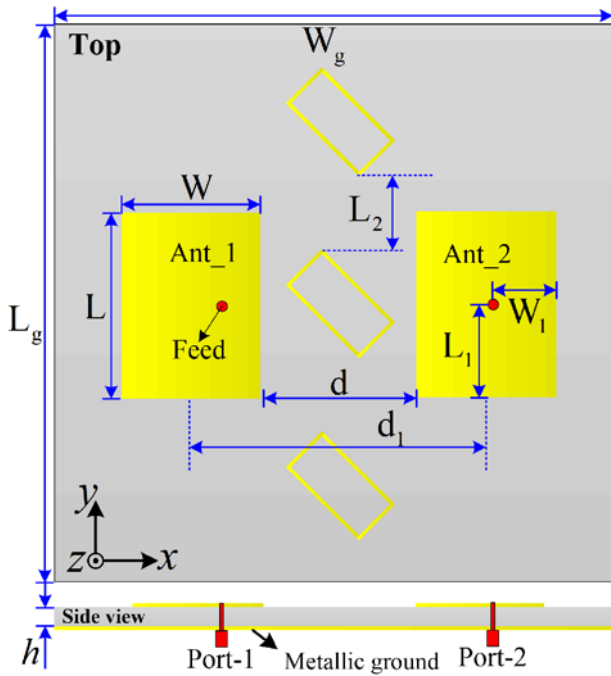 Top
W_g
W
L_2
Ant_1
Ant_2
L_g
L
Feed
W_1
L_1
d
d_1
y
z
x
Side view
h
Port-1
Metallic ground
Port-2